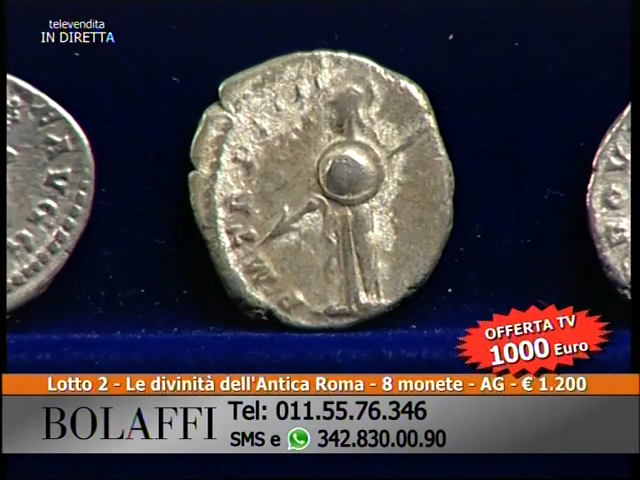 televendita
IN DIRETTA
E AVGG
OFFERTA TV
1000 Euro
Lotto 2 - Le divinità dell'Antica Roma - 8 monete - AG - € 1.200
BOLAFFI
Tel: 011.55.76.346
SMS e 342.830.00.90